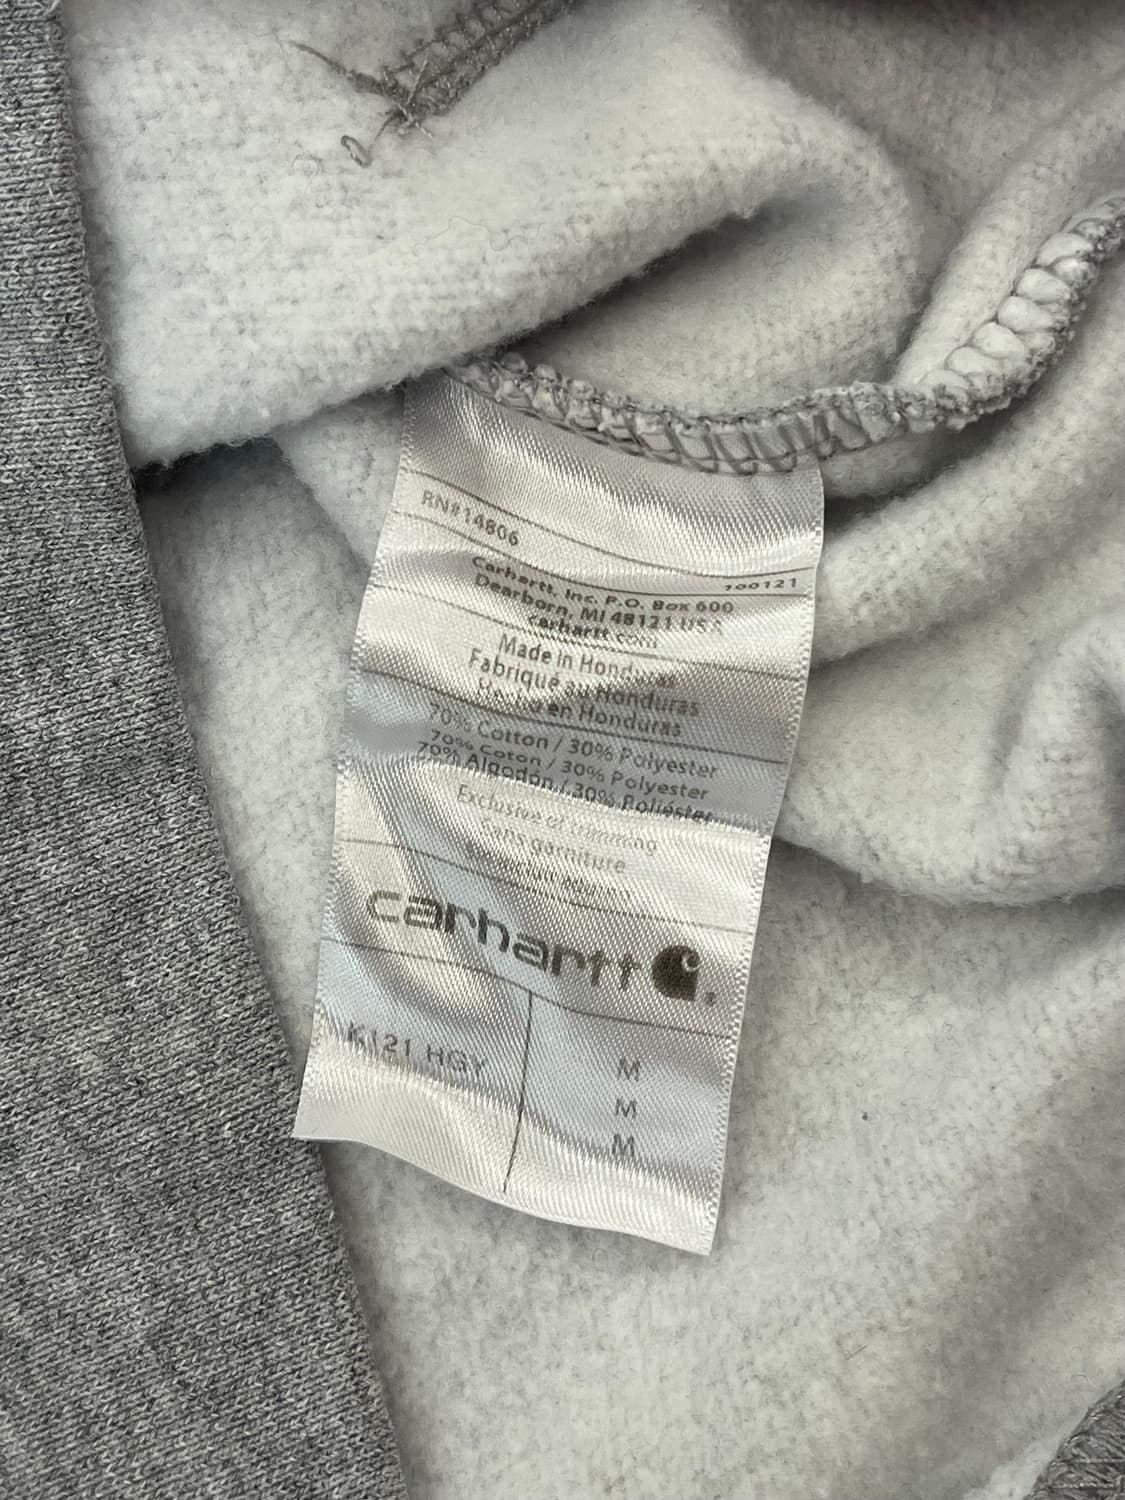 RN#14806
100121
Carhartt, Inc. P.O. Box 600
Dearborn, MI 48121 USA
carhartt.com
Made in Honduras
Fabriqué au Honduras
Hecho en Honduras
70% Cotton / 30% Polyester
70% Coton / 30% Polyester
70% Algodón / 30% Poliéster
Exclusive of trimming
Sans garniture
carhartt
K121 HGY
M
M
M